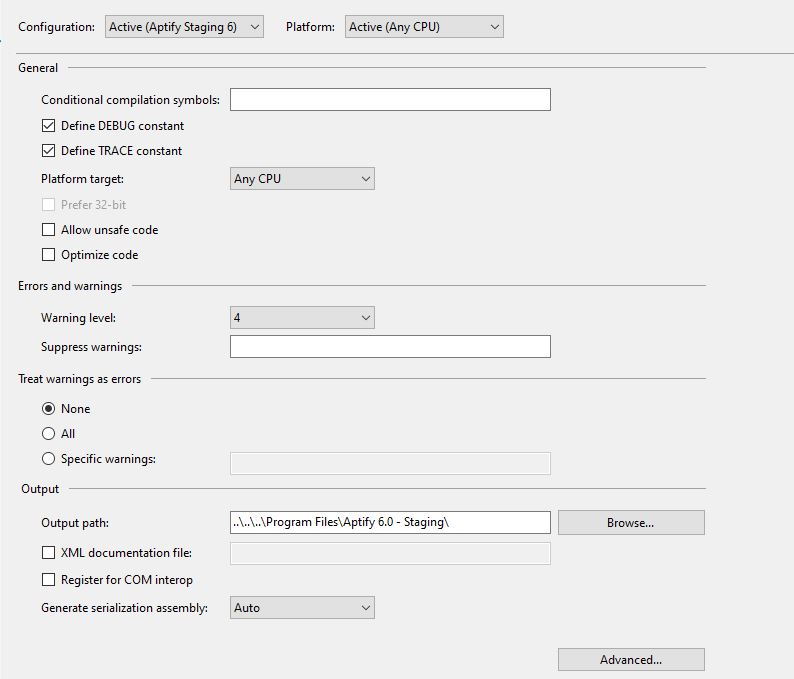 Configuration: Active (Aptify Staging 6) Platform: Active (Any CPU)
General
Conditional compilation symbols:
Define DEBUG constant
Define TRACE constant
Platform target: Any CPU
Prefer 32-bit
Allow unsafe code
Optimize code
Errors and warnings
Warning level: 4
Suppress warnings:
Treat warnings as errors
None
All
Specific warnings:
Output
Output path: ..\..\..\Program Files\Aptify 6.0 - Staging\ Browse...
XML documentation file:
Register for COM interop
Generate serialization assembly: Auto
Advanced...